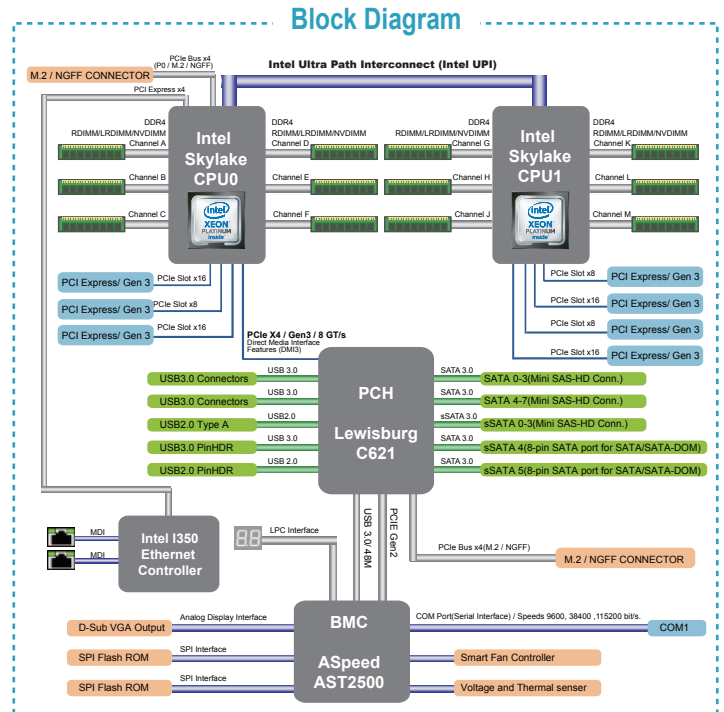 Block Diagram
PCIe Bus x4
(P0 / M.2 / NGFF)
Intel Ultra Path Interconnect (Intel UPI)
M.2 / NGFF CONNECTOR
PCI Express x4
DDR4
RDIMM/LRDIMM/NVDIMM
Channel A
Channel B
Channel C
Intel
Skylake
CPU0
intel
XEON
PLATINUM
inside
DDR4
RDIMM/LRDIMM/NVDIMM
Channel D
Channel E
Channel F
DDR4
RDIMM/LRDIMM/NVDIMM
Channel G
Channel H
Channel J
Intel
Skylake
CPU1
intel
XEON
PLATINUM
inside
DDR4
RDIMM/LRDIMM/NVDIMM
Channel K
Channel L
Channel M
PCI Express/ Gen 3
PCIe Slot x16
PCI Express/ Gen 3
PCIe Slot x8
PCI Express/ Gen 3
PCIe Slot x16
PCIe Slot x8
PCI Express/ Gen 3
PCIe Slot x16
PCI Express/ Gen 3
PCIe Slot x8
PCI Express/ Gen 3
PCIe Slot x16
PCI Express/ Gen 3
PCIe X4 / Gen3 / 8 GT/s
Direct Media Interface
Features (DMI3)
USB3.0 Connectors
USB 3.0
USB3.0 Connectors
USB 3.0
USB2.0 Type A
USB2.0
USB3.0 PinHDR
USB 3.0
USB2.0 PinHDR
USB 2.0
PCH
Lewisburg
C621
SATA 3.0
SATA 0-3(Mini SAS-HD Conn.)
SATA 3.0
SATA 4-7(Mini SAS-HD Conn.)
sSATA 3.0
sSATA 0-3(Mini SAS-HD Conn.)
SATA 3.0
sSATA 4(8-pin SATA port for SATA/SATA-DOM)
SATA 3.0
sSATA 5(8-pin SATA port for SATA/SATA-DOM)
MDI
MDI
Intel I350
Ethernet
Controller
88
LPC Interface
USB 3.0/ 48M
PCIE Gen2
PCIe Bus x4(M.2 / NGFF)
M.2 / NGFF CONNECTOR
D-Sub VGA Output
Analog Display Interface
SPI Flash ROM
SPI Interface
SPI Flash ROM
SPI Interface
BMC
ASpeed
AST2500
COM Port(Serial Interface) / Speeds 9600, 38400 ,115200 bit/s.
COM1
Smart Fan Controller
Voltage and Thermal senser